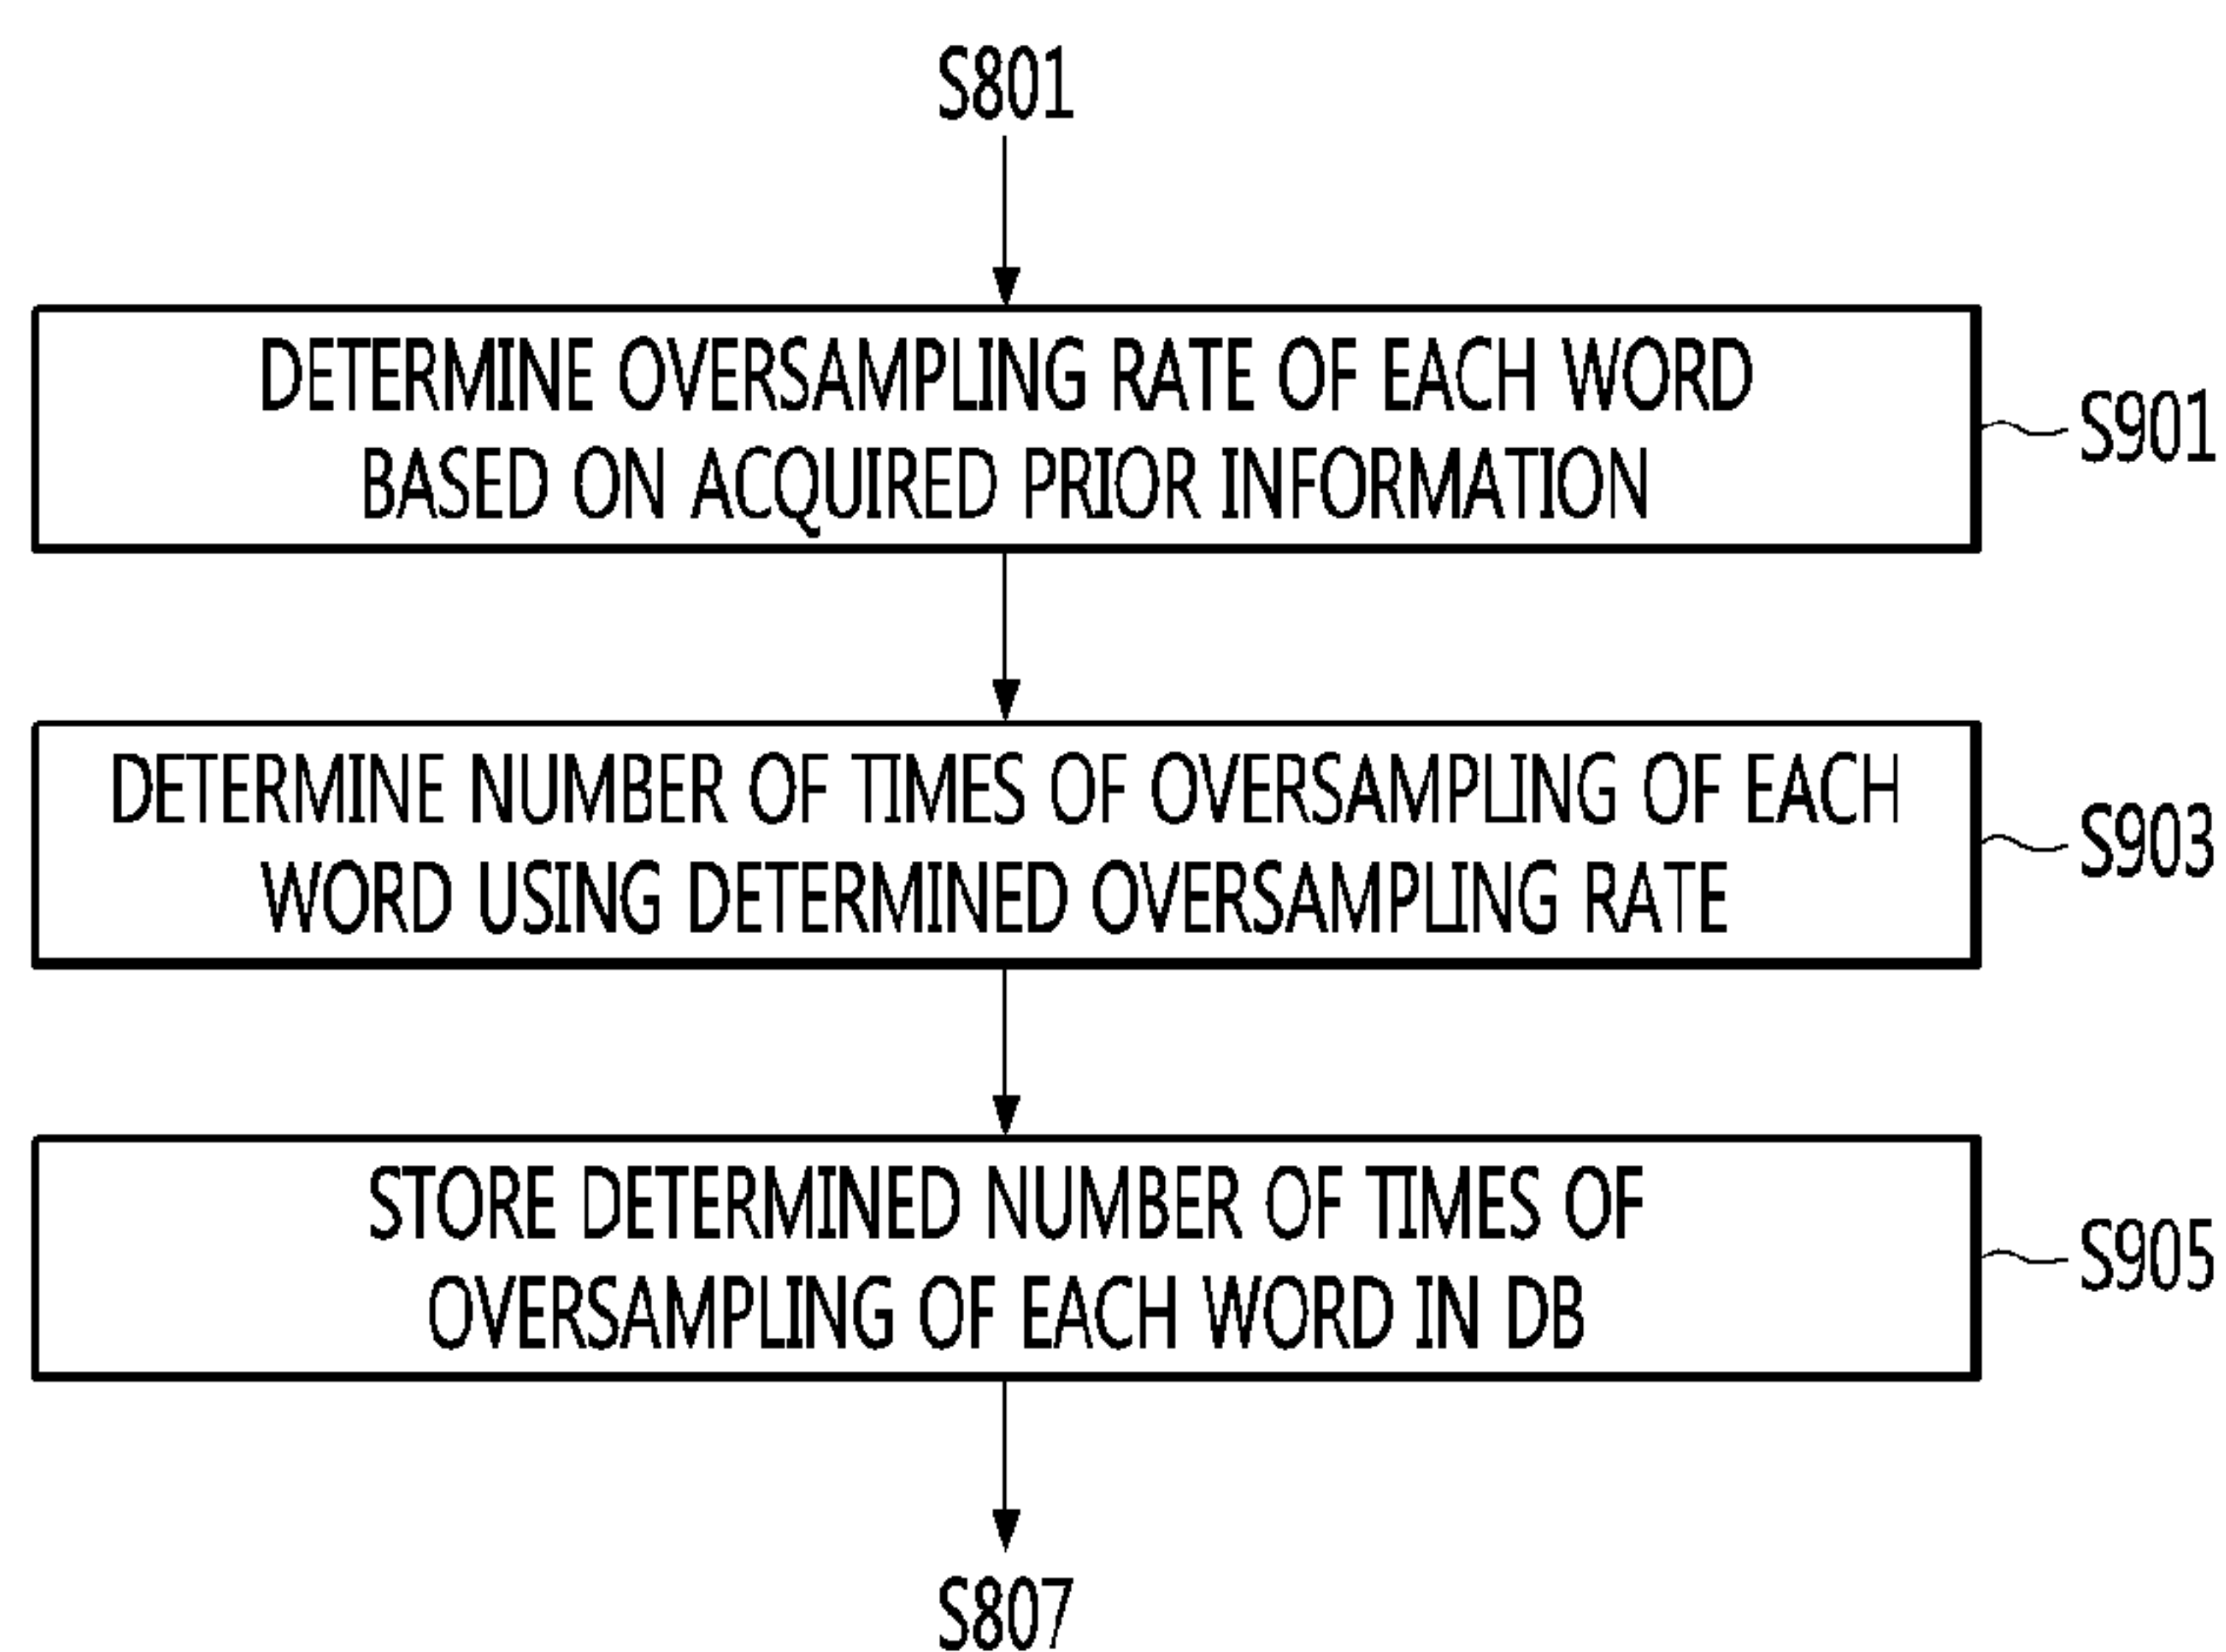 S801
DETERMINE OVERSAMPLING RATE OF EACH WORD
BASED ON ACQUIRED PRIOR INFORMATION
S901
DETERMINE NUMBER OF TIMES OF OVERSAMPLING OF EACH
WORD USING DETERMINED OVERSAMPLING RATE
S903
STORE DETERMINED NUMBER OF TIMES OF
OVERSAMPLING OF EACH WORD IN DB
S905
S807